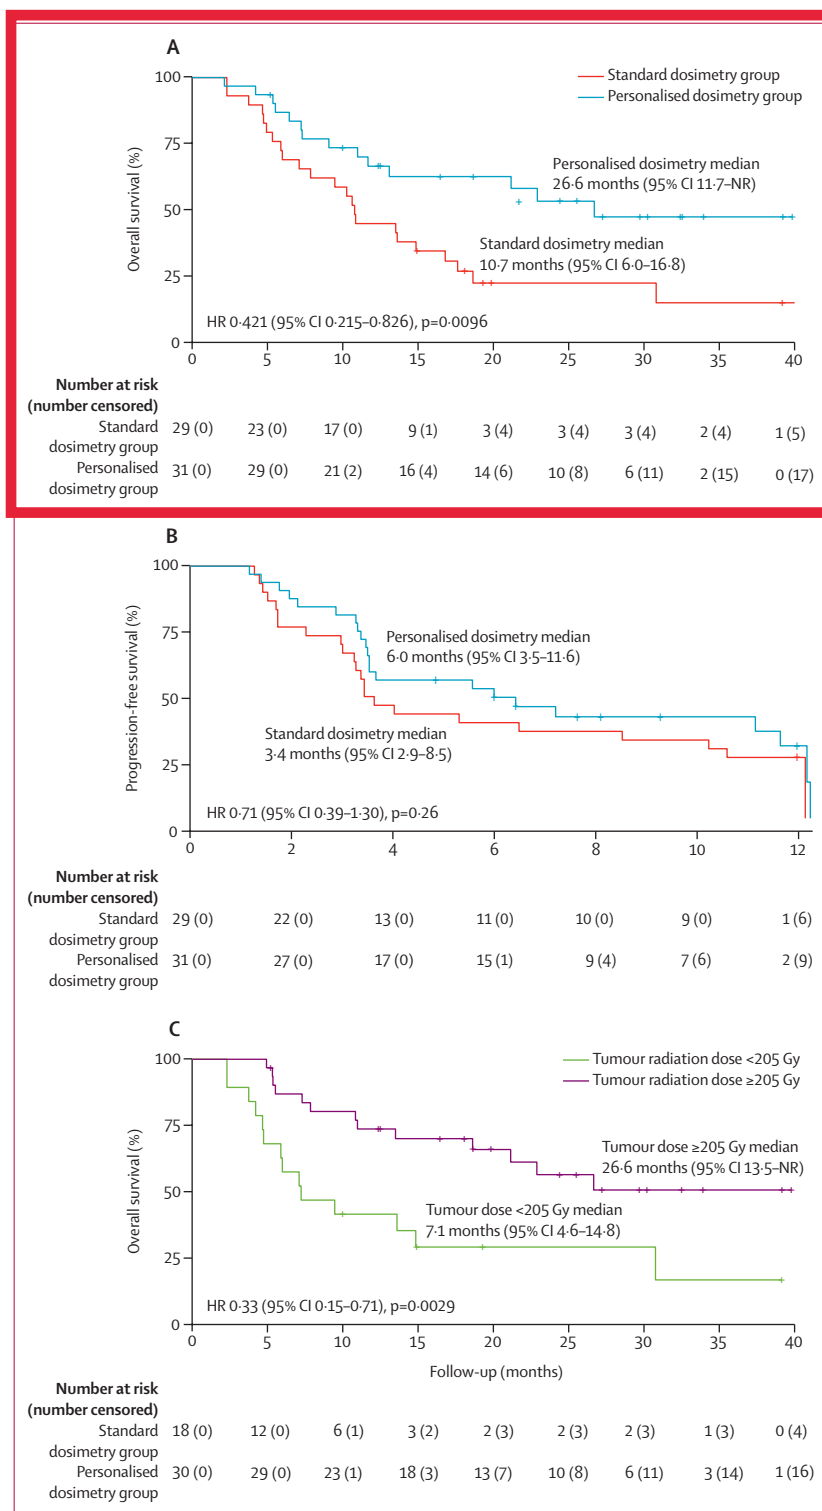 A
100
75
50
25
0
Overall survival (%)
Standard dosimetry group
Personalised dosimetry group
Personalised dosimetry median
26·6 months (95% CI 11·7–NR)
Standard dosimetry median
10·7 months (95% CI 6·0–16·8)
HR 0·421 (95% CI 0·215–0·826), p=0·0096
0 5 10 15 20 25 30 35 40
Number at risk
(number censored)
Standard
dosimetry group
29 (0) 23 (0) 17 (0) 9 (1) 3 (4) 3 (4) 3 (4) 2 (4) 1 (5)
Personalised
dosimetry group
31 (0) 29 (0) 21 (2) 16 (4) 14 (6) 10 (8) 6 (11) 2 (15) 0 (17)
B
100
75
50
25
0
Progression-free survival (%)
Personalised dosimetry median
6·0 months (95% CI 3·5–11·6)
Standard dosimetry median
3·4 months (95% CI 2·9–8·5)
HR 0·71 (95% CI 0·39–1·30), p=0·26
0 2 4 6 8 10 12
Number at risk
(number censored)
Standard
dosimetry group
29 (0) 22 (0) 13 (0) 11 (0) 10 (0) 9 (0) 1 (6)
Personalised
dosimetry group
31 (0) 27 (0) 17 (0) 15 (1) 9 (4) 7 (6) 2 (9)
C
100
75
50
25
0
Overall survival (%)
Tumour radiation dose <205 Gy
Tumour radiation dose ≥205 Gy
Tumour dose ≥205 Gy median
26·6 months (95% CI 13·5–NR)
Tumour dose <205 Gy median
7·1 months (95% CI 4·6–14·8)
HR 0·33 (95% CI 0·15–0·71), p=0·0029
0 5 10 15 20 25 30 35 40
Follow-up (months)
Number at risk
(number censored)
Standard
dosimetry group
18 (0) 12 (0) 6 (1) 3 (2) 2 (3) 2 (3) 2 (3) 1 (3) 0 (4)
Personalised
dosimetry group
30 (0) 29 (0) 23 (1) 18 (3) 13 (7) 10 (8) 6 (11) 3 (14) 1 (16)